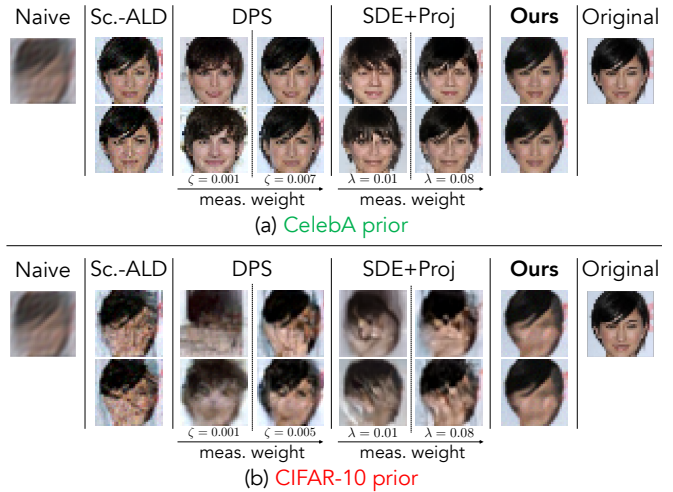 Naive Sc.-ALD DPS SDE+Proj Ours Original
ζ = 0.001 ζ = 0.007 λ = 0.01 λ = 0.08
meas. weight meas. weight
(a) CelebA prior
Naive Sc.-ALD DPS SDE+Proj Ours Original
ζ = 0.001 ζ = 0.005 λ = 0.01 λ = 0.08
meas. weight meas. weight
(b) CIFAR-10 prior